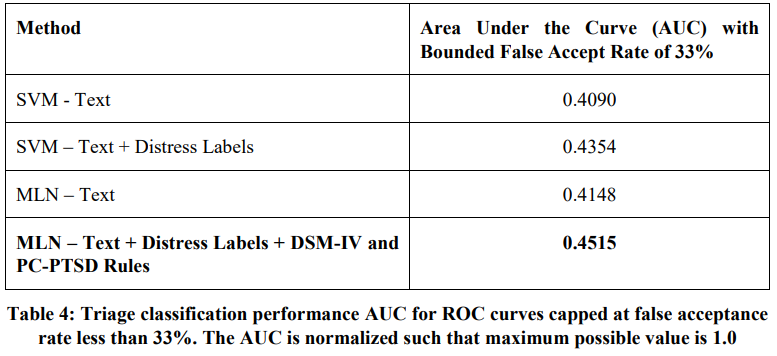 Method
Area Under the Curve (AUC) with
Bounded False Accept Rate of 33%
SVM - Text
0.4090
SVM – Text + Distress Labels
0.4354
MLN – Text
0.4148
MLN – Text + Distress Labels + DSM-IV and
PC-PTSD Rules
0.4515
Table 4: Triage classification performance AUC for ROC curves capped at false acceptance
rate less than 33%. The AUC is normalized such that maximum possible value is 1.0